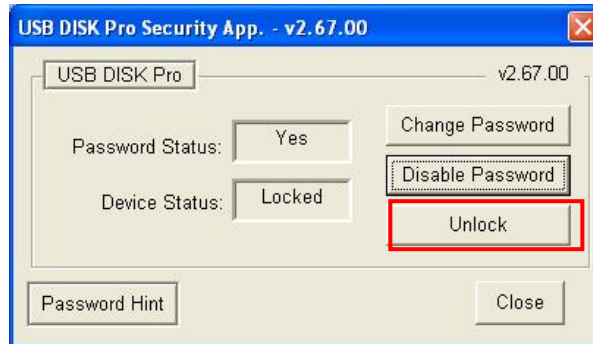 USB DISK Pro Security App. - v2.67.00
USB DISK Pro
v2.67.00
Password Status: Yes
Change Password
Disable Password
Device Status: Locked
Unlock
Password Hint
Close